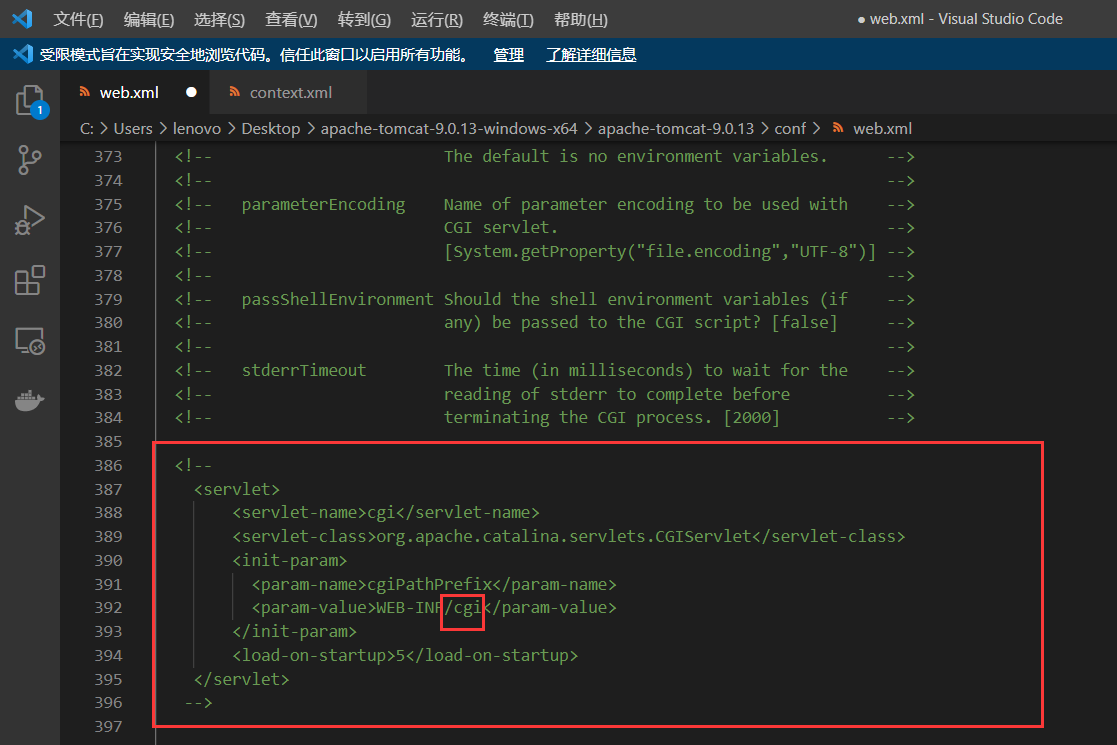 文件(F) 编辑(E) 选择(S) 查看(V) 转到(G) 运行(R) 终端(T) 帮助(H) ● web.xml - Visual Studio Code
受限模式旨在实现安全地浏览代码。信任此窗口以启用所有功能。 管理 了解详细信息
web.xml ● context.xml
1
C: > Users > lenovo > Desktop > apache-tomcat-9.0.13-windows-x64 > apache-tomcat-9.0.13 > conf > web.xml
373 <!-- The default is no environment variables. -->
374 <!-- -->
375 <!-- parameterEncoding Name of parameter encoding to be used with -->
376 <!-- CGI servlet. -->
377 <!-- [System.getProperty("file.encoding","UTF-8")] -->
378 <!-- -->
379 <!-- passShellEnvironment Should the shell environment variables (if -->
380 <!-- any) be passed to the CGI script? [false] -->
381 <!-- -->
382 <!-- stderrTimeout The time (in milliseconds) to wait for the -->
383 <!-- reading of stderr to complete before -->
384 <!-- terminating the CGI process. [2000] -->
385
386 <!--
387 <servlet>
388 <servlet-name>cgi</servlet-name>
389 <servlet-class>org.apache.catalina.servlets.CGIServlet</servlet-class>
390 <init-param>
391 <param-name>cgiPathPrefix</param-name>
392 <param-value>WEB-INF/cgi</param-value>
393 </init-param>
394 <load-on-startup>5</load-on-startup>
395 </servlet>
396 -->
397